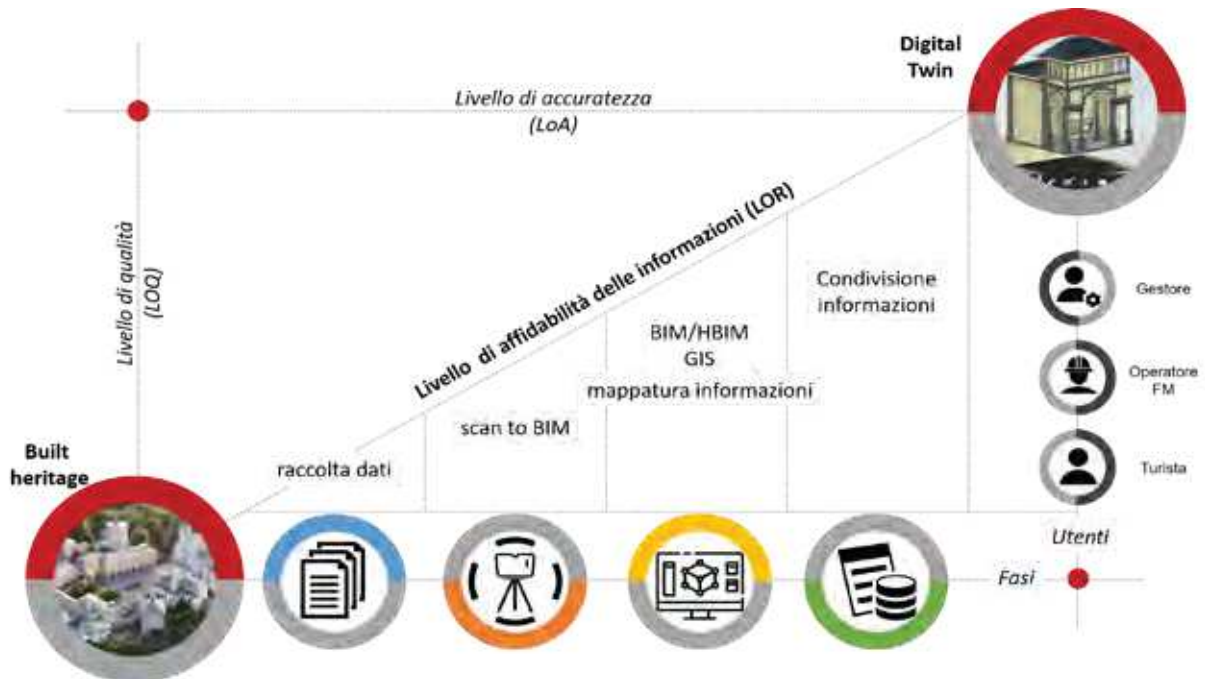 Digital
Twin
Livello di accuratezza
(LoA)
Livello di qualità
(LOQ)
Livello di affidabilità delle informazioni (LOR)
Condivisione
informazioni
Gestore
BIM/HBIM
GIS
mappatura informazioni
Operatore
FM
scan to BIM
Built
heritage
raccolta dati
Turista
Utenti
Fasi